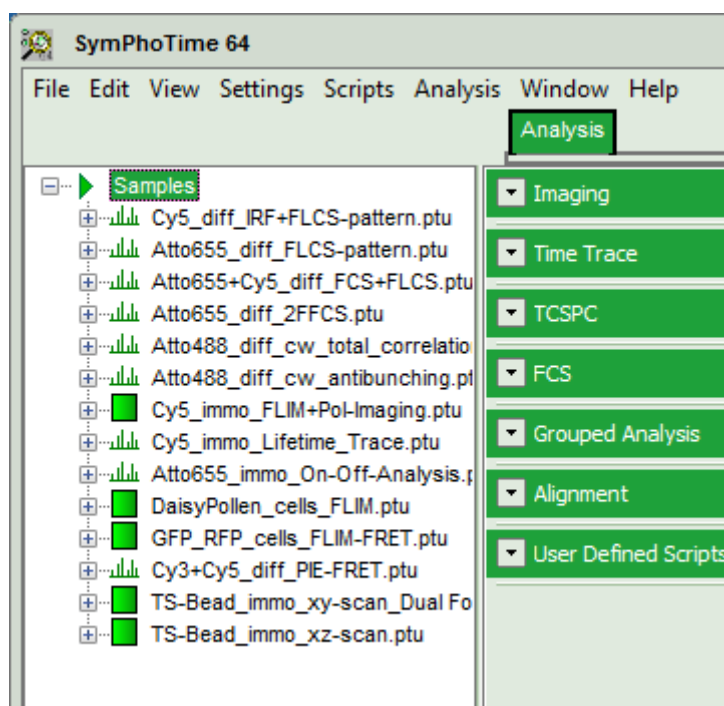 SymPhoTime 64
File Edit View Settings Scripts Analysis Window Help
Analysis
Samples
Cy5_diff_IRF+FLCS-pattern.ptu
Atto655_diff_FLCS-pattern.ptu
Atto655+Cy5_diff_FCS+FLCS.ptu
Atto655_diff_2FFCS.ptu
Atto488_diff_cw_total_correlatio
Atto488_diff_cw_antibunching.pt
Cy5_immo_FLIM+Pol-Imaging.ptu
Cy5_immo_Lifetime_Trace.ptu
Atto655_immo_On-Off-Analysis.p
DaisyPollen_cells_FLIM.ptu
GFP_RFP_cells_FLIM-FRET.ptu
Cy3+Cy5_diff_PIE-FRET.ptu
TS-Bead_immo_xy-scan_Dual Fo
TS-Bead_immo_xz-scan.ptu
Imaging
Time Trace
TCSPC
FCS
Grouped Analysis
Alignment
User Defined Scripts